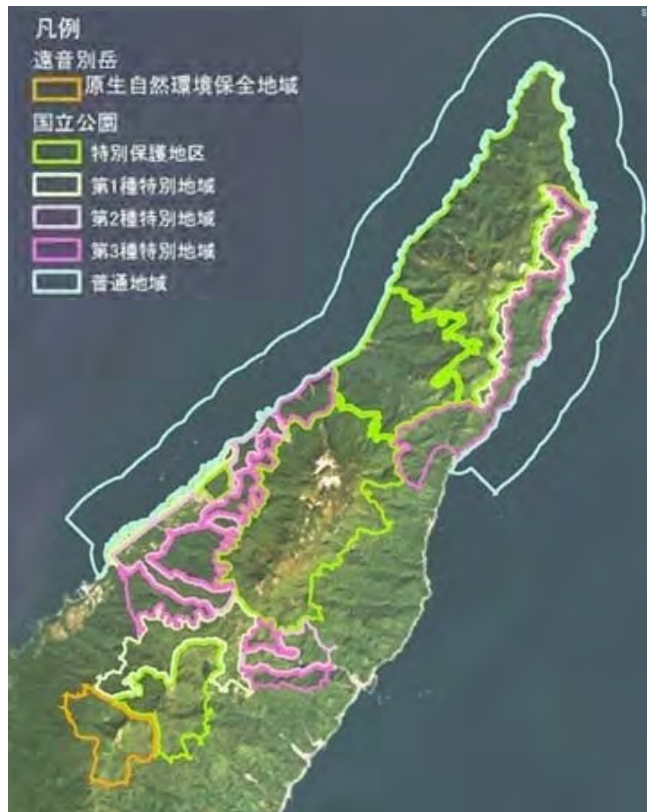 凡例
遠音別岳
原生自然環境保全地域
国立公園
特別保護地区
第1種特別地域
第2種特別地域
第3種特別地域
普通地域